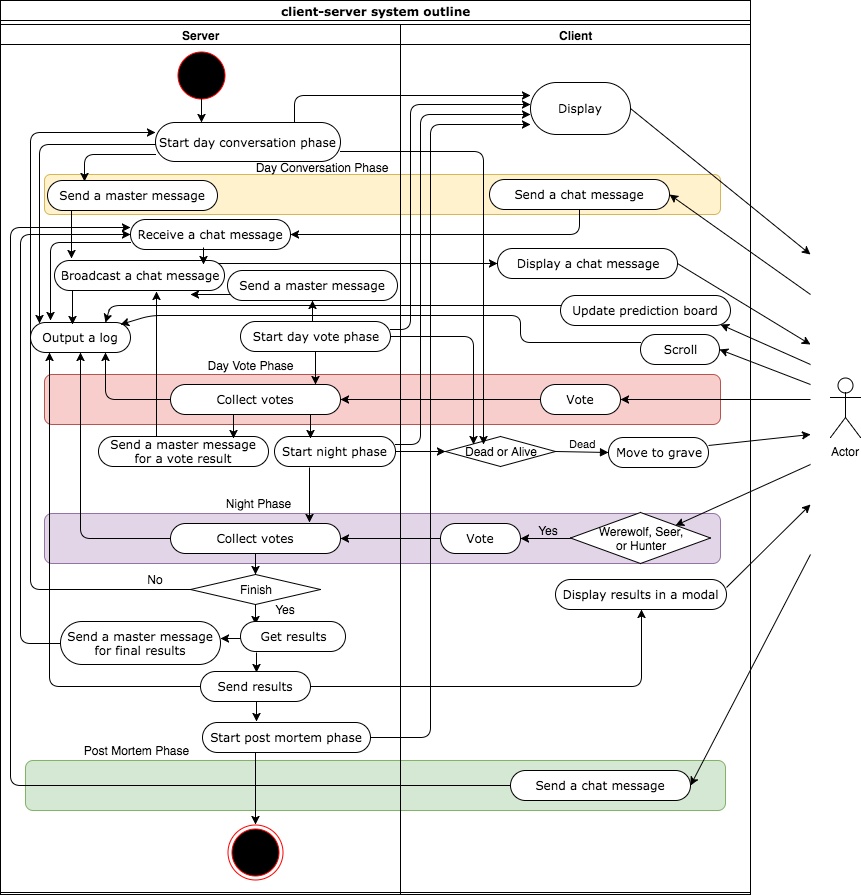 client-server system outline
Server
Client
Display
Start day conversation phase
Day Conversation Phase
Send a master message
Send a chat message
Receive a chat message
Broadcast a chat message
Display a chat message
Send a master message
Update prediction board
Output a log
Start day vote phase
Scroll
Day Vote Phase
Collect votes
Vote
Send a master message
for a vote result
Start night phase
Dead or Alive
Dead
Move to grave
Actor
Night Phase
Collect votes
Vote
Yes
Werewolf, Seer,
or Hunter
No
Finish
Display results in a modal
Yes
Send a master message
for final results
Get results
Send results
Start post mortem phase
Post Mortem Phase
Send a chat message